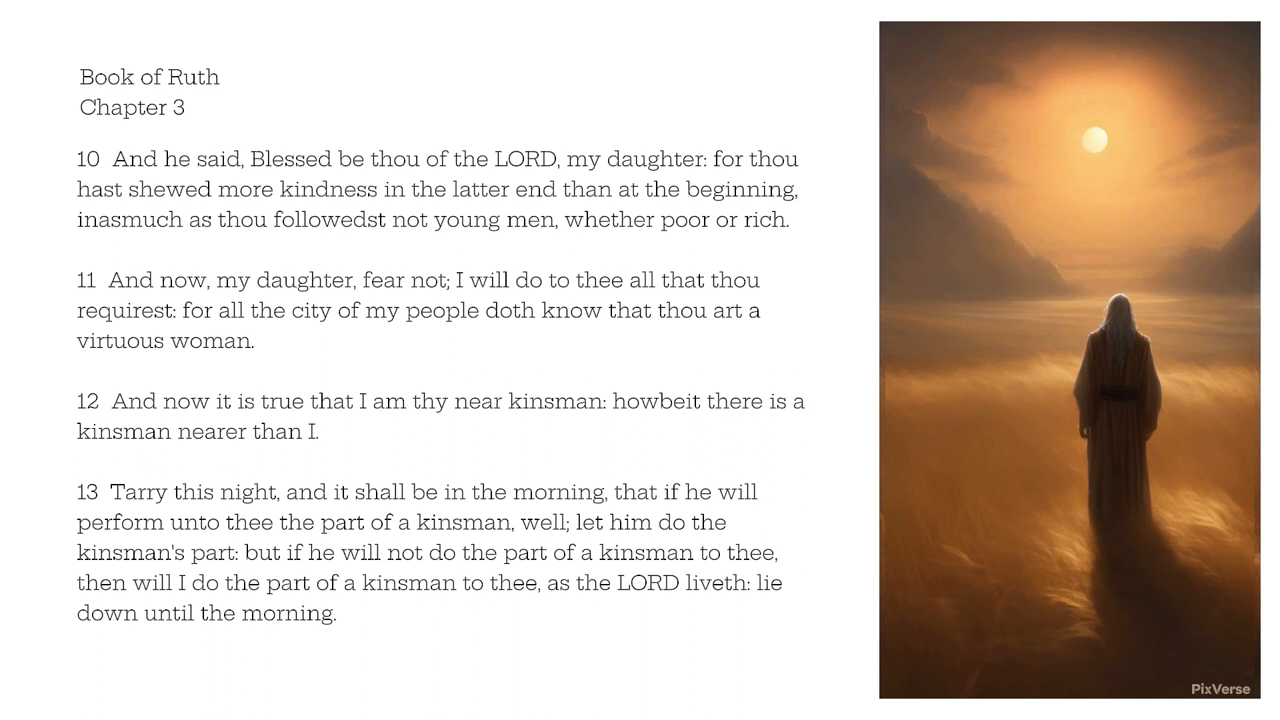 Book of Ruth
Chapter 3
10 And he said, Blessed be thou of the LORD, my daughter: for thou
hast shewed more kindness in the latter end than at the beginning,
inasmuch as thou followedst not young men, whether poor or rich.
11 And now, my daughter, fear not; I will do to thee all that thou
requirest: for all the city of my people doth know that thou art a
virtuous woman.
12 And now it is true that I am thy near kinsman: howbeit there is a
kinsman nearer than I.
13 Tarry this night, and it shall be in the morning, that if he will
perform unto thee the part of a kinsman, well; let him do the
kinsman's part: but if he will not do the part of a kinsman to thee,
then will I do the part of a kinsman to thee, as the LORD liveth: lie
down until the morning.
PixVerse